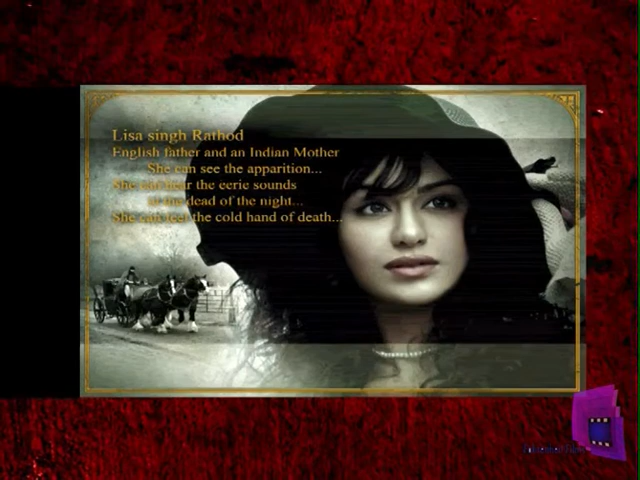 Lisa singh Rathod
English father and an Indian Mother
She can see the apparition...
She can hear the eerie sounds
in the dead of the night...
She can feel the cold hand of death...